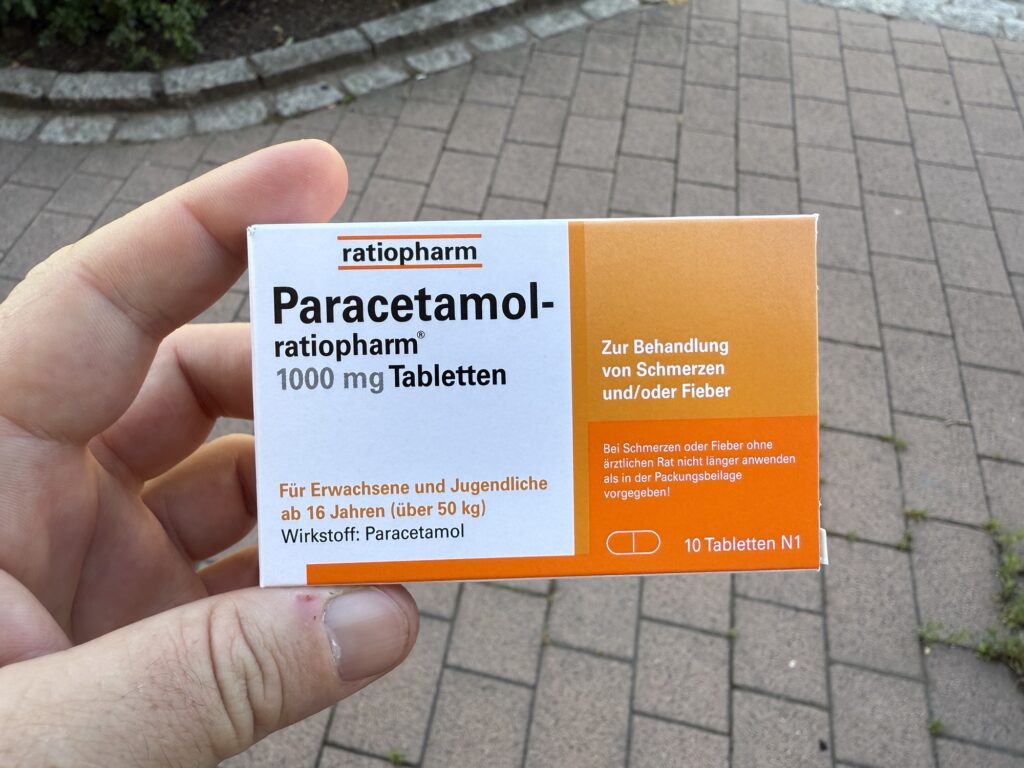 ratiopharm
Paracetamol-
ratiopharm®
1000 mg Tabletten
Für Erwachsene und Jugendliche
ab 16 Jahren (über 50 kg)
Wirkstoff: Paracetamol
Zur Behandlung
von Schmerzen
und/oder Fieber
Bei Schmerzen oder Fieber ohne
ärztlichen Rat nicht länger anwenden
als in der Packungsbeilage
vorgegeben!
10 Tabletten N1